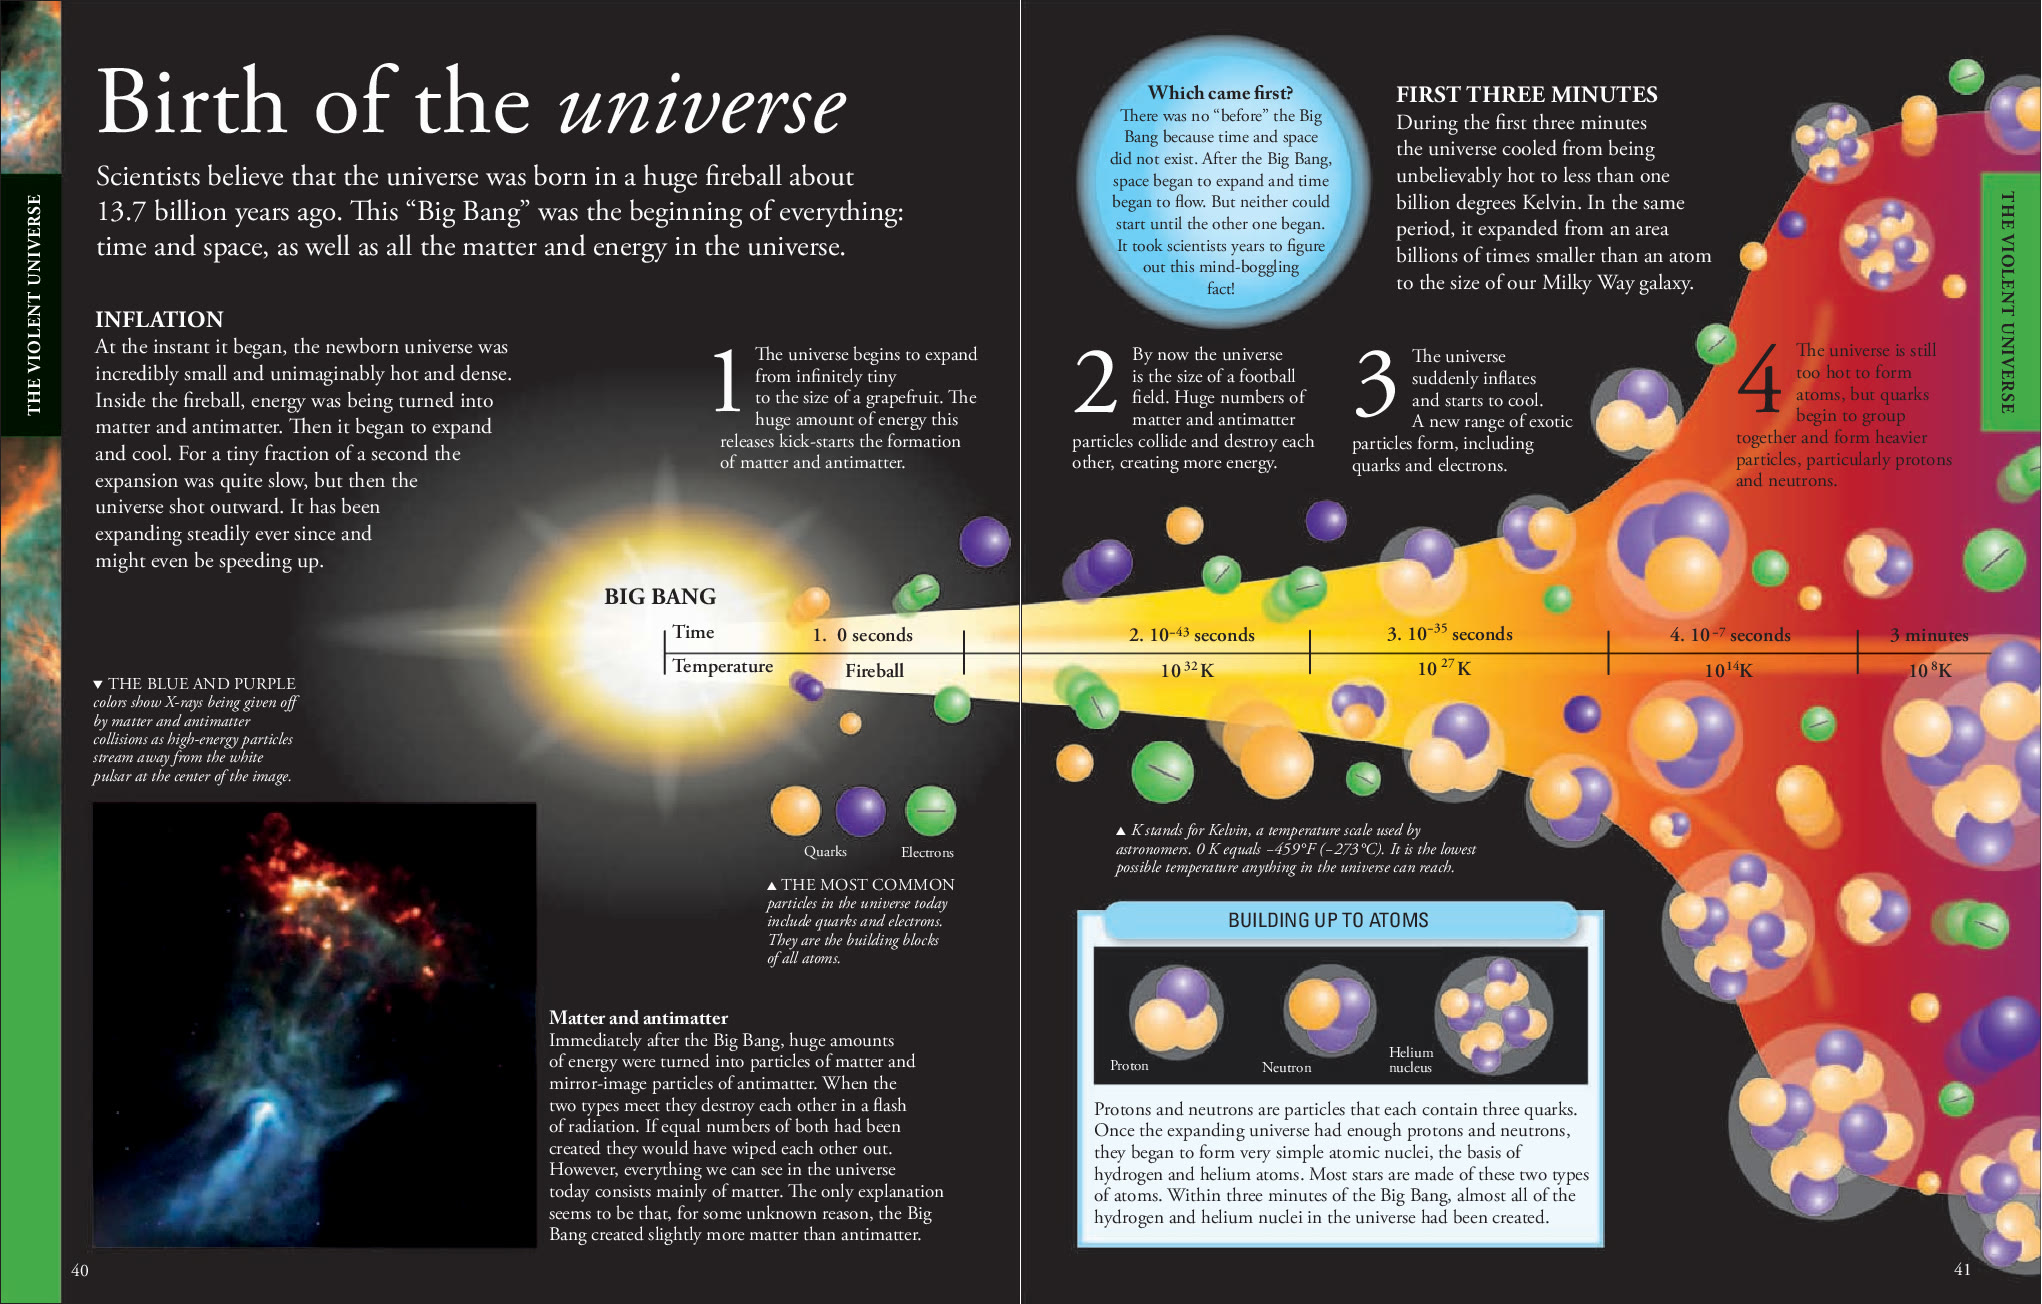 THE VIOLENT UNIVERSE
Birth of the universe
Scientists believe that the universe was born in a huge fireball about
13.7 billion years ago. This “Big Bang” was the beginning of everything:
time and space, as well as all the matter and energy in the universe.
INFLATION
At the instant it began, the newborn universe was
incredibly small and unimaginably hot and dense.
Inside the fireball, energy was being turned into
matter and antimatter. Then it began to expand
and cool. For a tiny fraction of a second the
expansion was quite slow, but then the
universe shot outward. It has been
expanding steadily ever since and
might even be speeding up.
1
The universe begins to expand
from infinitely tiny
to the size of a grapefruit. The
huge amount of energy this
releases kick-starts the formation
of matter and antimatter.
BIG BANG
Time
1. 0 seconds
2. 10⁻⁴³ seconds
3. 10⁻³⁵ seconds
4. 10⁻⁷ seconds
3 minutes
Temperature
Fireball
10³² K
10²⁷ K
10¹⁴K
10⁸K
▼ THE BLUE AND PURPLE
colors show X-rays being given off
by matter and antimatter
collisions as high-energy particles
stream away from the white
pulsar at the center of the image.
Quarks
Electrons
▲ THE MOST COMMON
particles in the universe today
include quarks and electrons.
They are the building blocks
of all atoms.
Matter and antimatter
Immediately after the Big Bang, huge amounts
of energy were turned into particles of matter and
mirror-image particles of antimatter. When the
two types meet they destroy each other in a flash
of radiation. If equal numbers of both had been
created they would have wiped each other out.
However, everything we can see in the universe
today consists mainly of matter. The only explanation
seems to be that, for some unknown reason, the Big
Bang created slightly more matter than antimatter.
40
Which came first?
There was no “before” the Big
Bang because time and space
did not exist. After the Big Bang,
space began to expand and time
began to flow. But neither could
start until the other one began.
It took scientists years to figure
out this mind-boggling
fact!
FIRST THREE MINUTES
During the first three minutes
the universe cooled from being
unbelievably hot to less than one
billion degrees Kelvin. In the same
period, it expanded from an area
billions of times smaller than an atom
to the size of our Milky Way galaxy.
2
By now the universe
is the size of a football
field. Huge numbers of
matter and antimatter
particles collide and destroy each
other, creating more energy.
3
The universe
suddenly inflates
and starts to cool.
A new range of exotic
particles form, including
quarks and electrons.
4
The universe is still
too hot to form
atoms, but quarks
begin to group
together and form heavier
particles, particularly protons
and neutrons.
▲ K stands for Kelvin, a temperature scale used by
astronomers. 0 K equals –459°F (–273°C). It is the lowest
possible temperature anything in the universe can reach.
BUILDING UP TO ATOMS
Proton
Neutron
Helium
nucleus
Protons and neutrons are particles that each contain three quarks.
Once the expanding universe had enough protons and neutrons,
they began to form very simple atomic nuclei, the basis of
hydrogen and helium atoms. Most stars are made of these two types
of atoms. Within three minutes of the Big Bang, almost all of the
hydrogen and helium nuclei in the universe had been created.
THE VIOLENT UNIVERSE
41